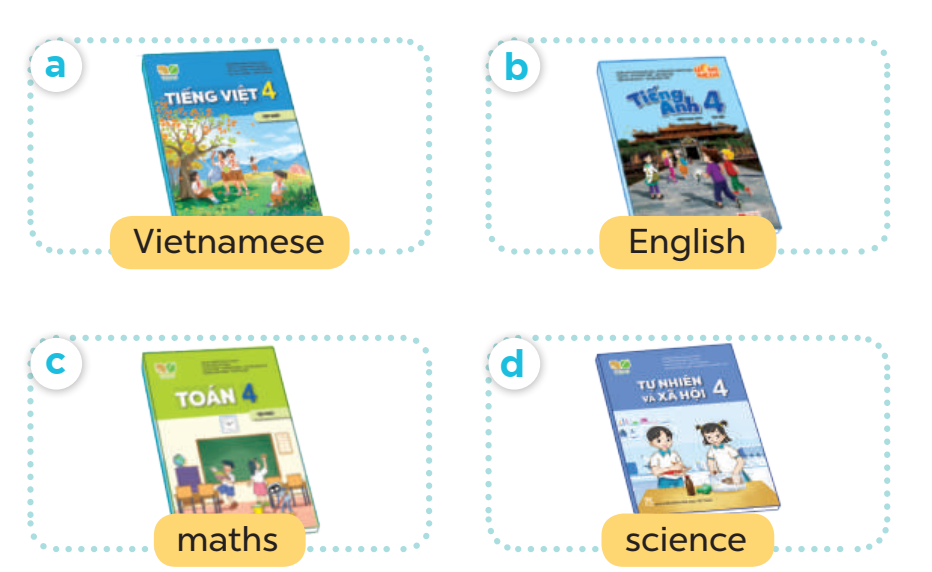 a
TIẾNG VIỆT 4
Vietnamese
b
Tiếng
Anh 4
English
c
TOÁN 4
maths
d
TỰ NHIÊN
VÀ XÃ HỘI 4
science